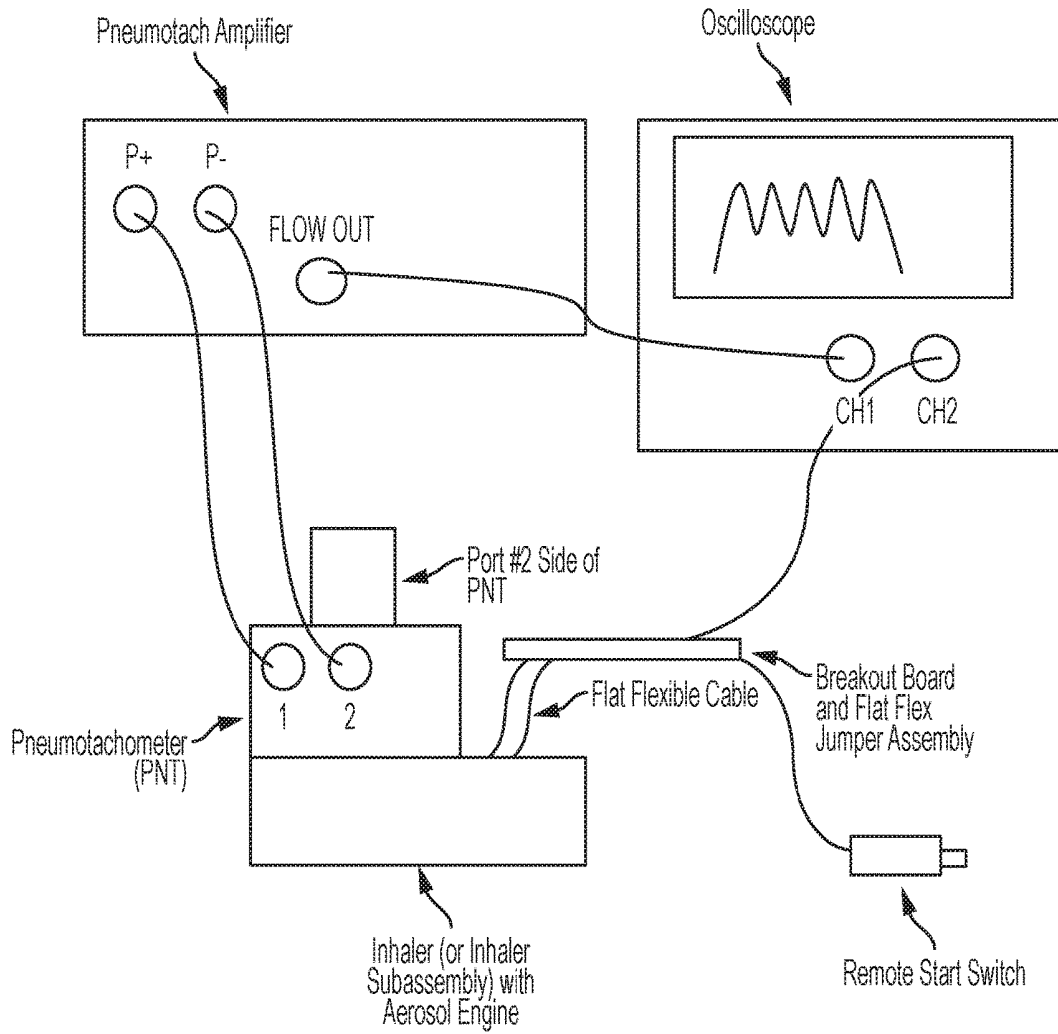 Pneumotach Amplifier
Oscilloscope
P+
P-
FLOW OUT
CH1
CH2
Port #2 Side of
PNT
1
2
Pneumotachometer
(PNT)
Flat Flexible Cable
Breakout Board
and Flat Flex
Jumper Assembly
Inhaler (or Inhaler
Subassembly) with
Aerosol Engine
Remote Start Switch